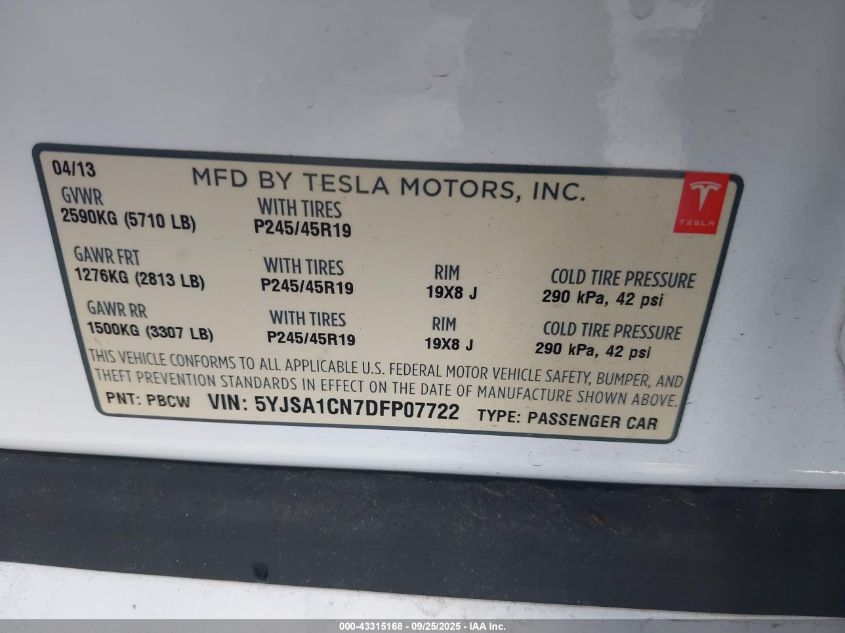 04/13
MFD BY TESLA MOTORS, INC.
TESLA
GVWR
2590KG (5710 LB)
WITH TIRES
P245/45R19
GAWR FRT
1276KG (2813 LB)
WITH TIRES
P245/45R19
RIM
19X8 J
COLD TIRE PRESSURE
290 kPa, 42 psi
GAWR RR
1500KG (3307 LB)
WITH TIRES
P245/45R19
RIM
19X8 J
COLD TIRE PRESSURE
290 kPa, 42 psi
THIS VEHICLE CONFORMS TO ALL APPLICABLE U.S. FEDERAL MOTOR VEHICLE SAFETY, BUMPER, AND
THEFT PREVENTION STANDARDS IN EFFECT ON THE DATE OF MANUFACTURE SHOWN ABOVE.
PNT: PBCW VIN: 5YJSA1CN7DFP07722 TYPE: PASSENGER CAR
000-43315168 - 09/25/2025 - IAA Inc.